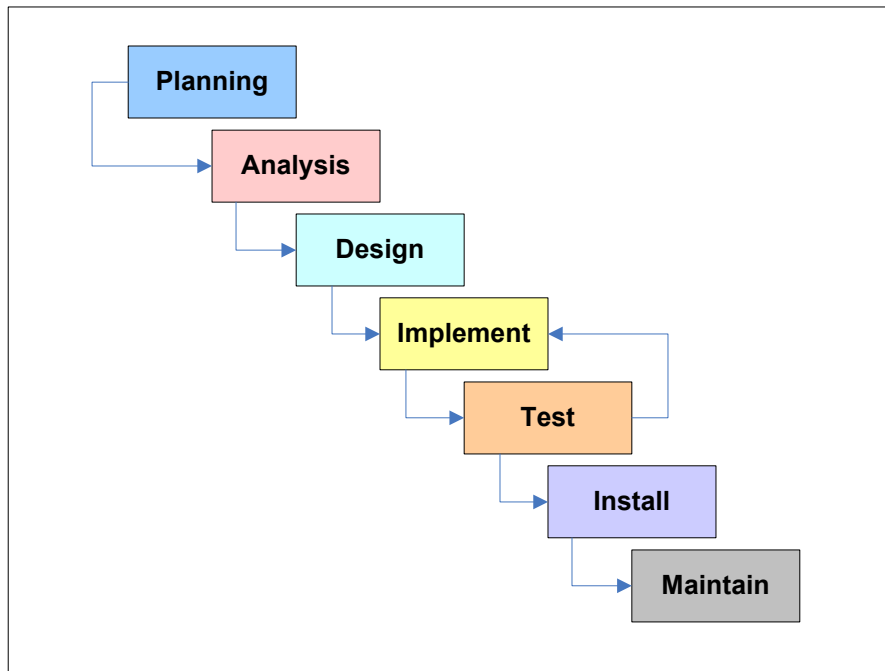 Planning
Analysis
Design
Implement
Test
Install
Maintain